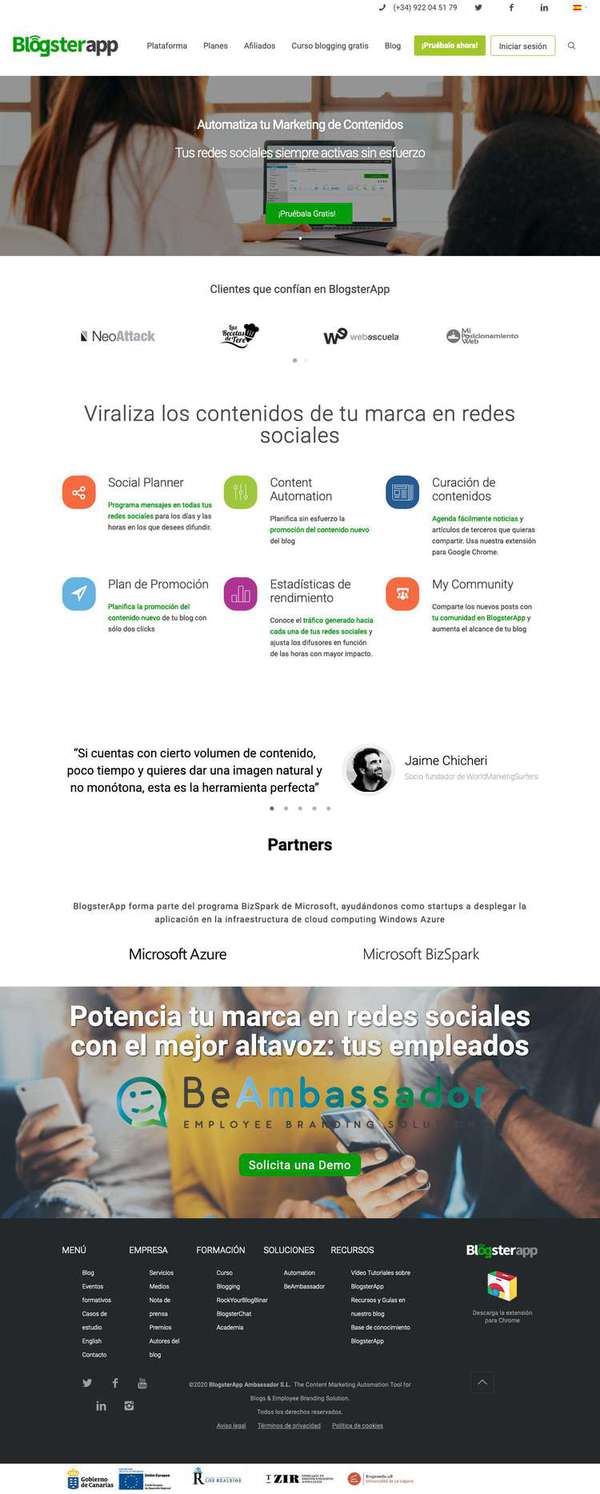 (+34) 922 04 51 79
Blogsterapp
Plataforma Planes Afiliados Curso blogging gratis Blog ¡Pruébalo ahora! Iniciar sesión
Automatiza tu Marketing de Contenidos
Tus redes sociales siempre activas sin esfuerzo
¡Pruébala Gratis!
Clientes que confían en BlogsterApp
NeoAttack
Las Recetas de Tere
webescuela
Mi Posicionamiento Web
Viraliza los contenidos de tu marca en redes
sociales
Social Planner
Programa mensajes en todas tus
redes sociales para los días y las
horas en los que desees difundir.
Content
Automation
Planifica sin esfuerzo la
promoción del contenido nuevo
del blog
Curación de
contenidos
Agenda fácilmente noticias y
artículos de terceros que quieras
compartir. Usa nuestra extensión
para Google Chrome.
Plan de Promoción
Planifica la promoción del
contenido nuevo de tu blog con
sólo dos clicks
Estadísticas de
rendimiento
Conoce el tráfico generado hacia
cada una de tus redes sociales y
ajusta los difusores en función
de las horas con mayor impacto.
My Community
Comparte los nuevos posts con
tu comunidad en BlogsterApp y
aumenta el alcance de tu blog
“Si cuentas con cierto volumen de contenido,
poco tiempo y quieres dar una imagen natural y
no monótona, esta es la herramienta perfecta”
Jaime Chicheri
Socio fundador de WorldMarketingSurfers
Partners
BlogsterApp forma parte del programa BizSpark de Microsoft, ayudándonos como startups a desplegar la
aplicación en la infraestructura de cloud computing Windows Azure
Microsoft Azure
Microsoft BizSpark
Potencia tu marca en redes sociales
con el mejor altavoz: tus empleados
BeAmbassador
EMPLOYEE BRANDING SOLUTION
Solicita una Demo
MENÚ
Blog
Eventos
formativos
Casos de
estudio
English
Contacto
EMPRESA
Servicios
Medios
Nota de
prensa
Premios
Autores del
blog
FORMACIÓN
Curso
Blogging
RockYourBlogBinar
BlogsterChat
Academia
SOLUCIONES
Automation
BeAmbassador
RECURSOS
Vídeo Tutoriales sobre
BlogsterApp
Recursos y Guías en
nuestro blog
Base de conocimiento
BlogsterApp
Blogsterapp
Descarga la extensión
para Chrome
©2020 BlogsterApp Ambassador S.L. The Content Marketing Automation Tool for
Blogs & Employee Branding Solution.
Todos los derechos reservados.
Aviso legal Términos de privacidad Política de cookies
Gobierno
de Canarias
Unión Europea
LOS REALEJOS
TZIR